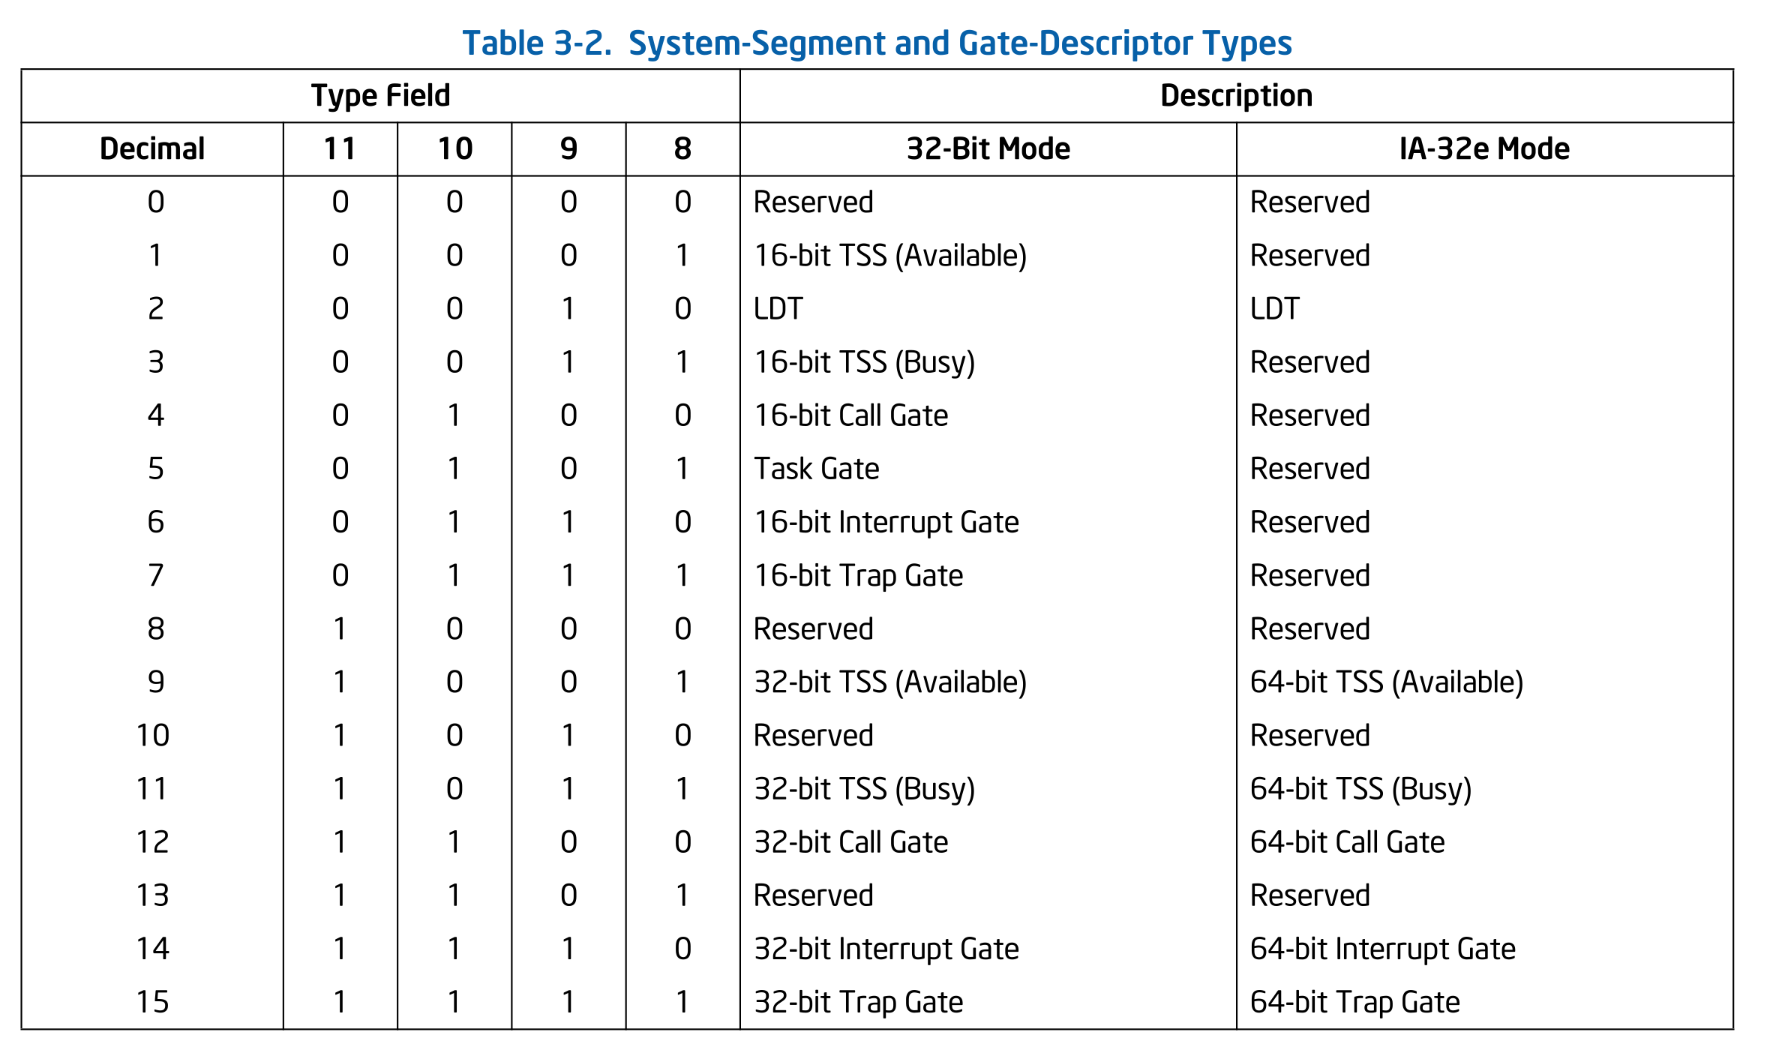 Table 3-2. System-Segment and Gate-Descriptor Types
Type Field Description
Decimal 11 10 9 8 32-Bit Mode IA-32e Mode
0 0 0 0 0 Reserved Reserved
1 0 0 0 1 16-bit TSS (Available) Reserved
2 0 0 1 0 LDT LDT
3 0 0 1 1 16-bit TSS (Busy) Reserved
4 0 1 0 0 16-bit Call Gate Reserved
5 0 1 0 1 Task Gate Reserved
6 0 1 1 0 16-bit Interrupt Gate Reserved
7 0 1 1 1 16-bit Trap Gate Reserved
8 1 0 0 0 Reserved Reserved
9 1 0 0 1 32-bit TSS (Available) 64-bit TSS (Available)
10 1 0 1 0 Reserved Reserved
11 1 0 1 1 32-bit TSS (Busy) 64-bit TSS (Busy)
12 1 1 0 0 32-bit Call Gate 64-bit Call Gate
13 1 1 0 1 Reserved Reserved
14 1 1 1 0 32-bit Interrupt Gate 64-bit Interrupt Gate
15 1 1 1 1 32-bit Trap Gate 64-bit Trap Gate